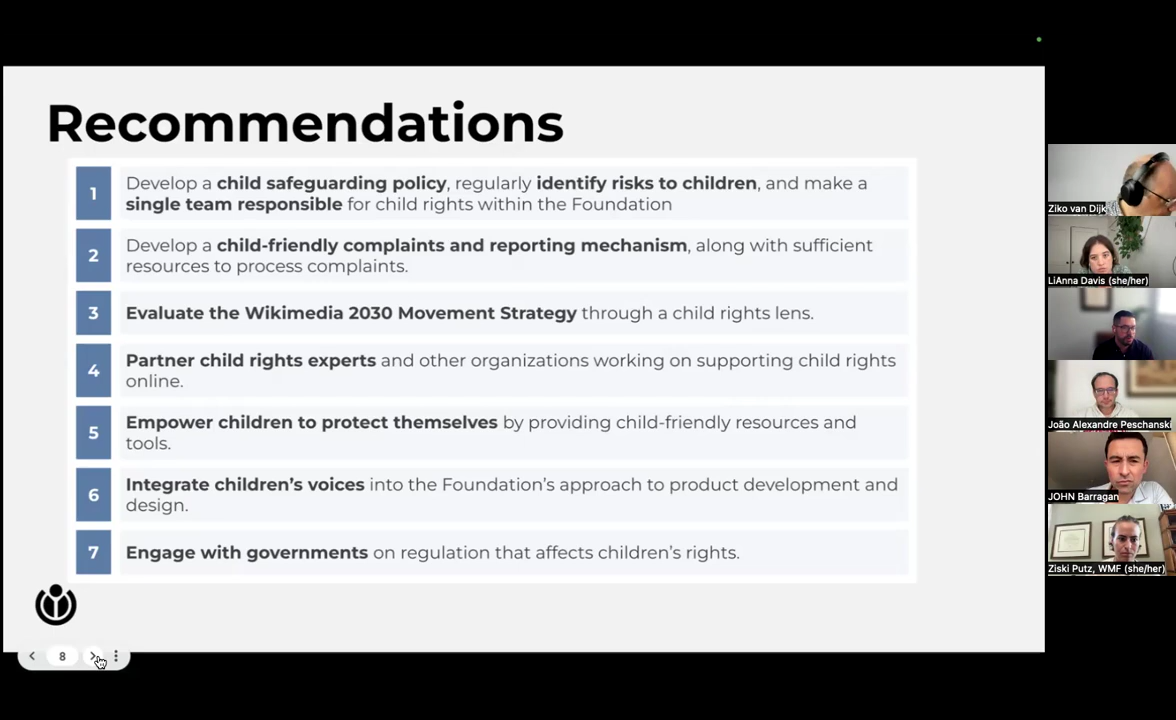 Recommendations
1
Develop a child safeguarding policy, regularly identify risks to children, and make a
single team responsible for child rights within the Foundation
2
Develop a child-friendly complaints and reporting mechanism, along with sufficient
resources to process complaints.
3
Evaluate the Wikimedia 2030 Movement Strategy through a child rights lens.
4
Partner child rights experts and other organizations working on supporting child rights
online.
5
Empower children to protect themselves by providing child-friendly resources and
tools.
6
Integrate children’s voices into the Foundation’s approach to product development and
design.
7
Engage with governments on regulation that affects children’s rights.
8
Ziko van Dijk
LiAnna Davis (she/her)
João Alexandre Peschanski
JOHN Barragan
Ziski Putz, WMF (she/her)